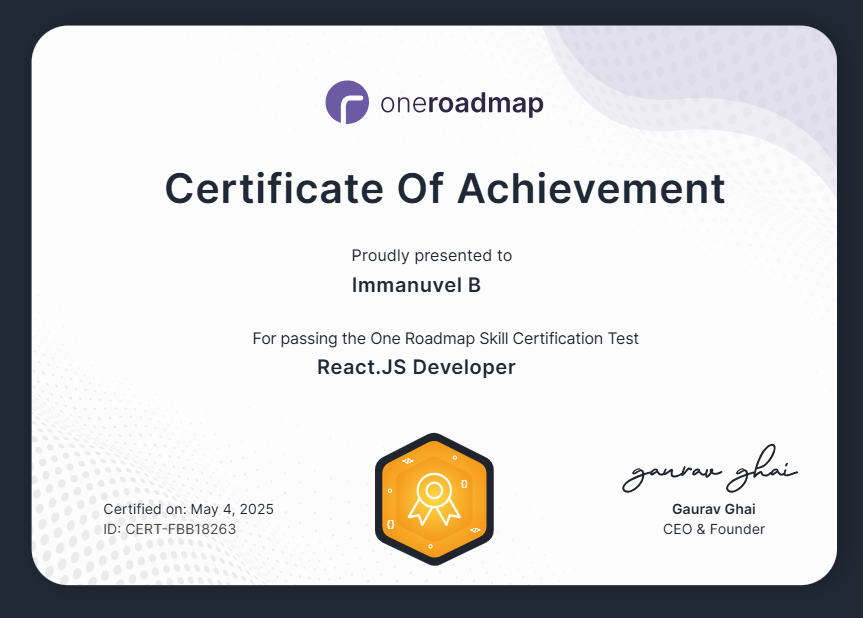 oneroadmap
Certificate Of Achievement
Proudly presented to
Immanuvel B
For passing the One Roadmap Skill Certification Test
React.JS Developer
gaurav ghai
Certified on: May 4, 2025
ID: CERT-FBB18263
Gaurav Ghai
CEO & Founder